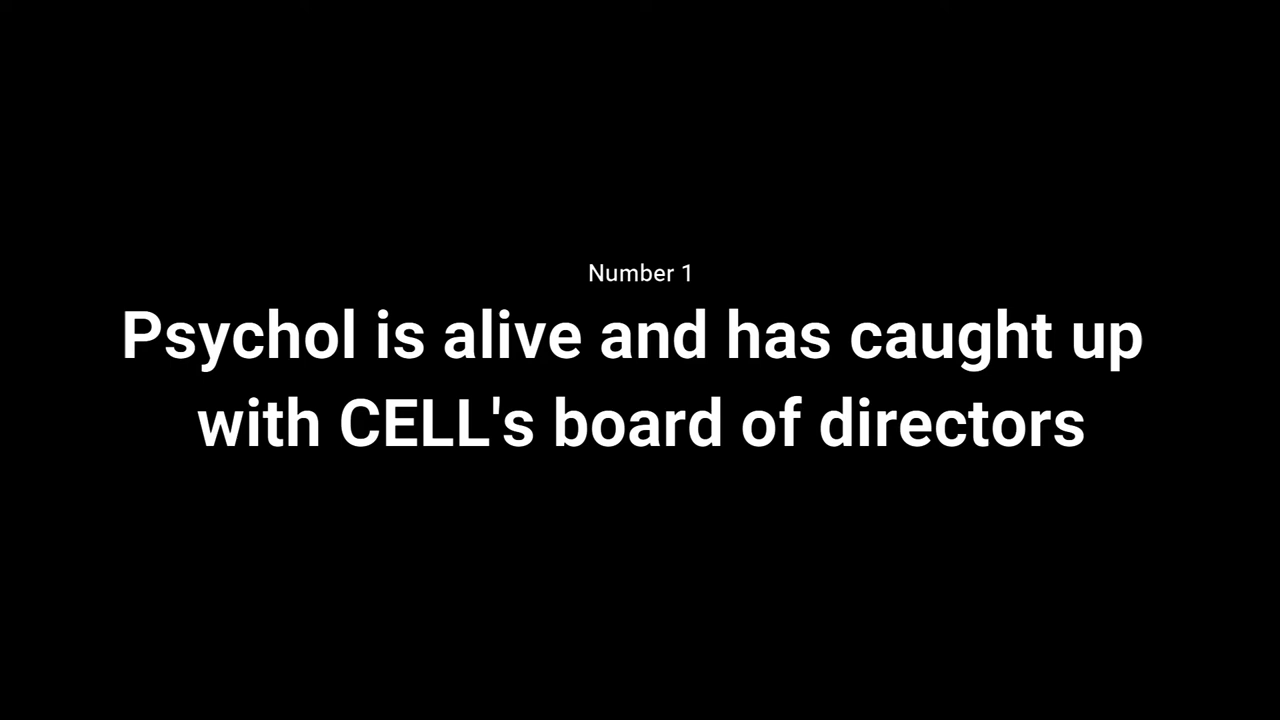 Number 1
Psychol is alive and has caught up
with CELL's board of directors